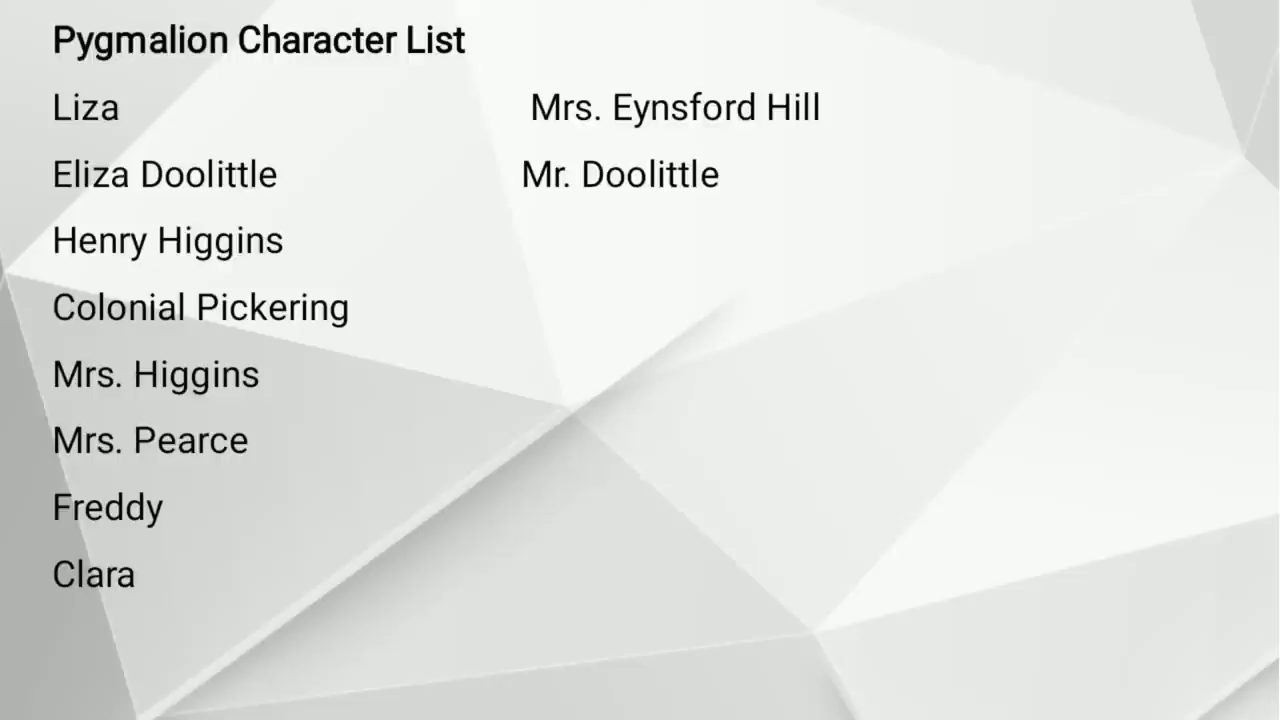 Pygmalion Character List
Liza
Eliza Doolittle
Henry Higgins
Colonial Pickering
Mrs. Higgins
Mrs. Pearce
Freddy
Clara
Mrs. Eynsford Hill
Mr. Doolittle